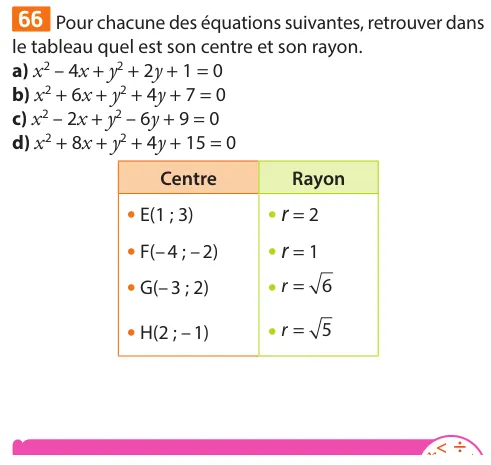 66 Pour chacune des équations suivantes, retrouver dans
le tableau quel est son centre et son rayon.
a) x² – 4x + y² + 2y + 1 = 0
b) x² + 6x + y² + 4y + 7 = 0
c) x² – 2x + y² – 6y + 9 = 0
d) x² + 8x + y² + 4y + 15 = 0
Centre Rayon
• E(1 ; 3) • r = 2
• F(– 4 ; – 2) • r = 1
• G(– 3 ; 2) • r = √6
• H(2 ; – 1) • r = √5